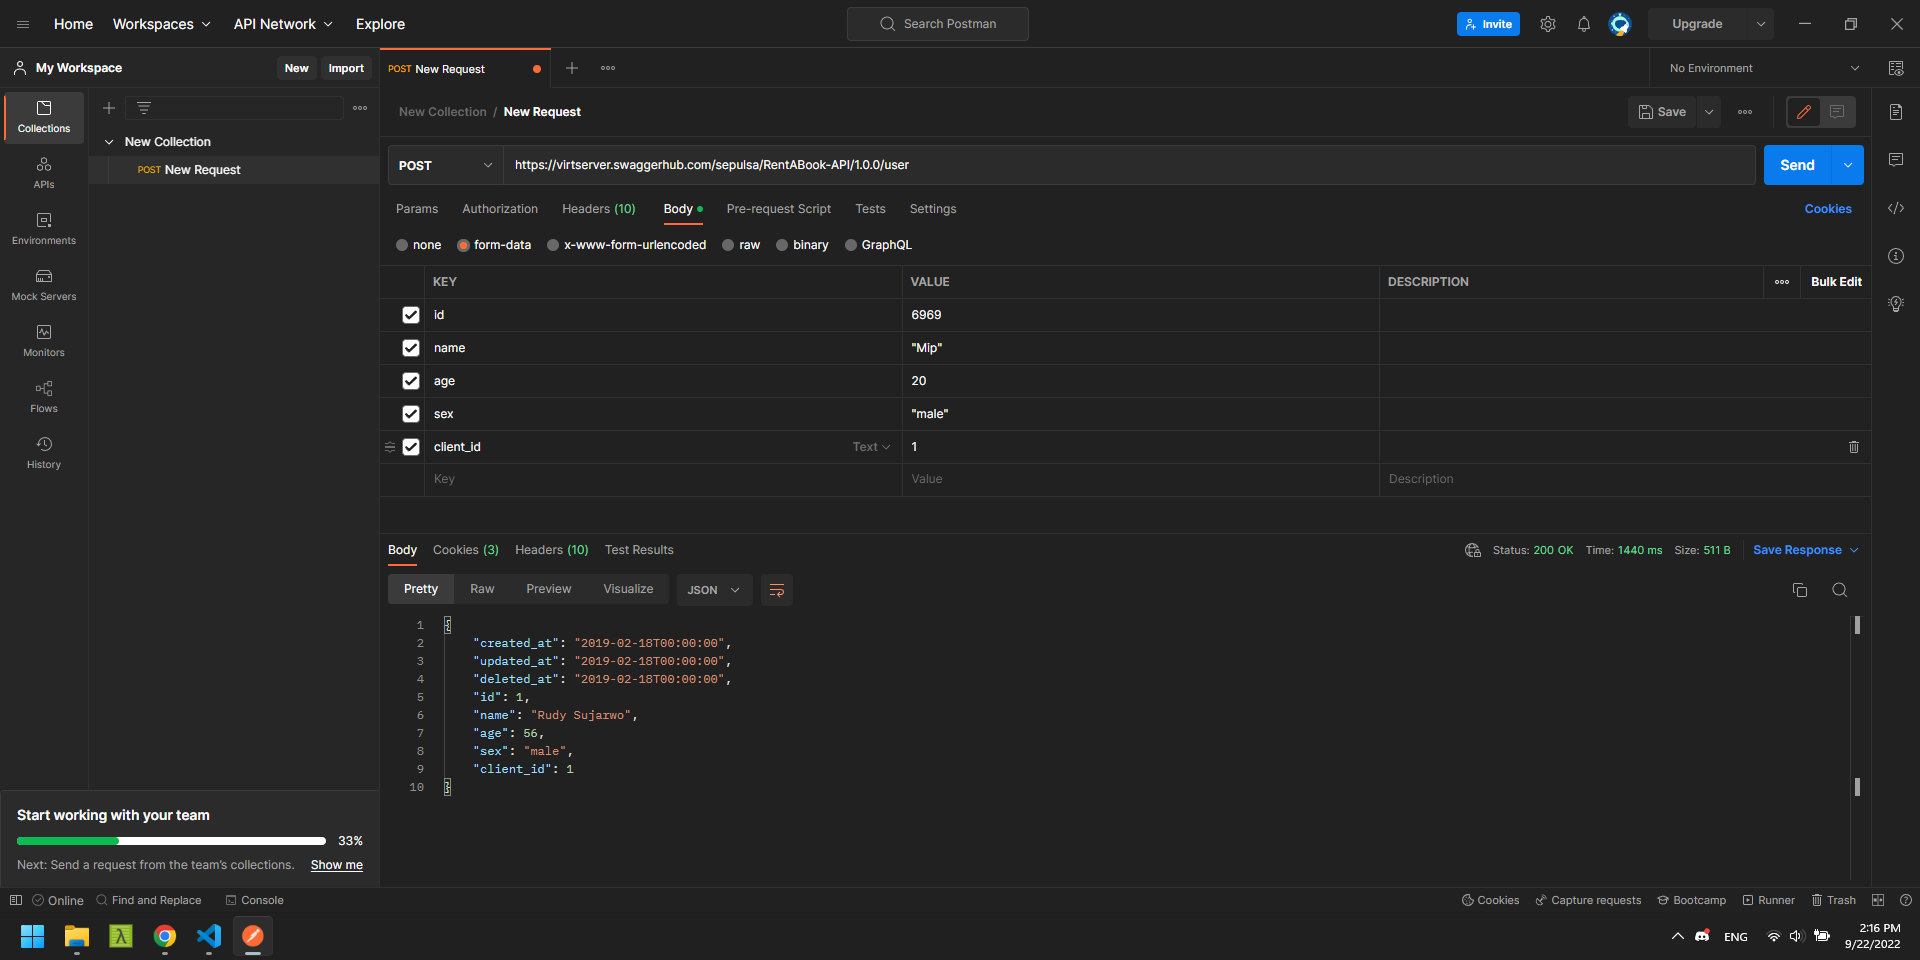 Home Workspaces API Network Explore Search Postman Invite Upgrade
My Workspace New Import POST New Request No Environment
Collections
APIs
Environments
Mock Servers
Monitors
Flows
History
New Collection
POST New Request
New Collection / New Request Save
POST https://virtserver.swaggerhub.com/sepulsa/RentABook-API/1.0.0/user Send
Params Authorization Headers (10) Body Pre-request Script Tests Settings Cookies
none form-data x-www-form-urlencoded raw binary GraphQL
KEY VALUE DESCRIPTION Bulk Edit
id 6969
name "Mip"
age 20
sex "male"
client_id Text 1
Key Value Description
Body Cookies (3) Headers (10) Test Results Status: 200 OK Time: 1440 ms Size: 511 B Save Response
Pretty Raw Preview Visualize JSON
1 {
2 "created_at": "2019-02-18T00:00:00",
3 "updated_at": "2019-02-18T00:00:00",
4 "deleted_at": "2019-02-18T00:00:00",
5 "id": 1,
6 "name": "Rudy Sujarwo",
7 "age": 56,
8 "sex": "male",
9 "client_id": 1
10 }
Start working with your team
33%
Next: Send a request from the team's collections. Show me
Online Find and Replace Console Cookies Capture requests Bootcamp Runner Trash
ENG 2:16 PM
9/22/2022